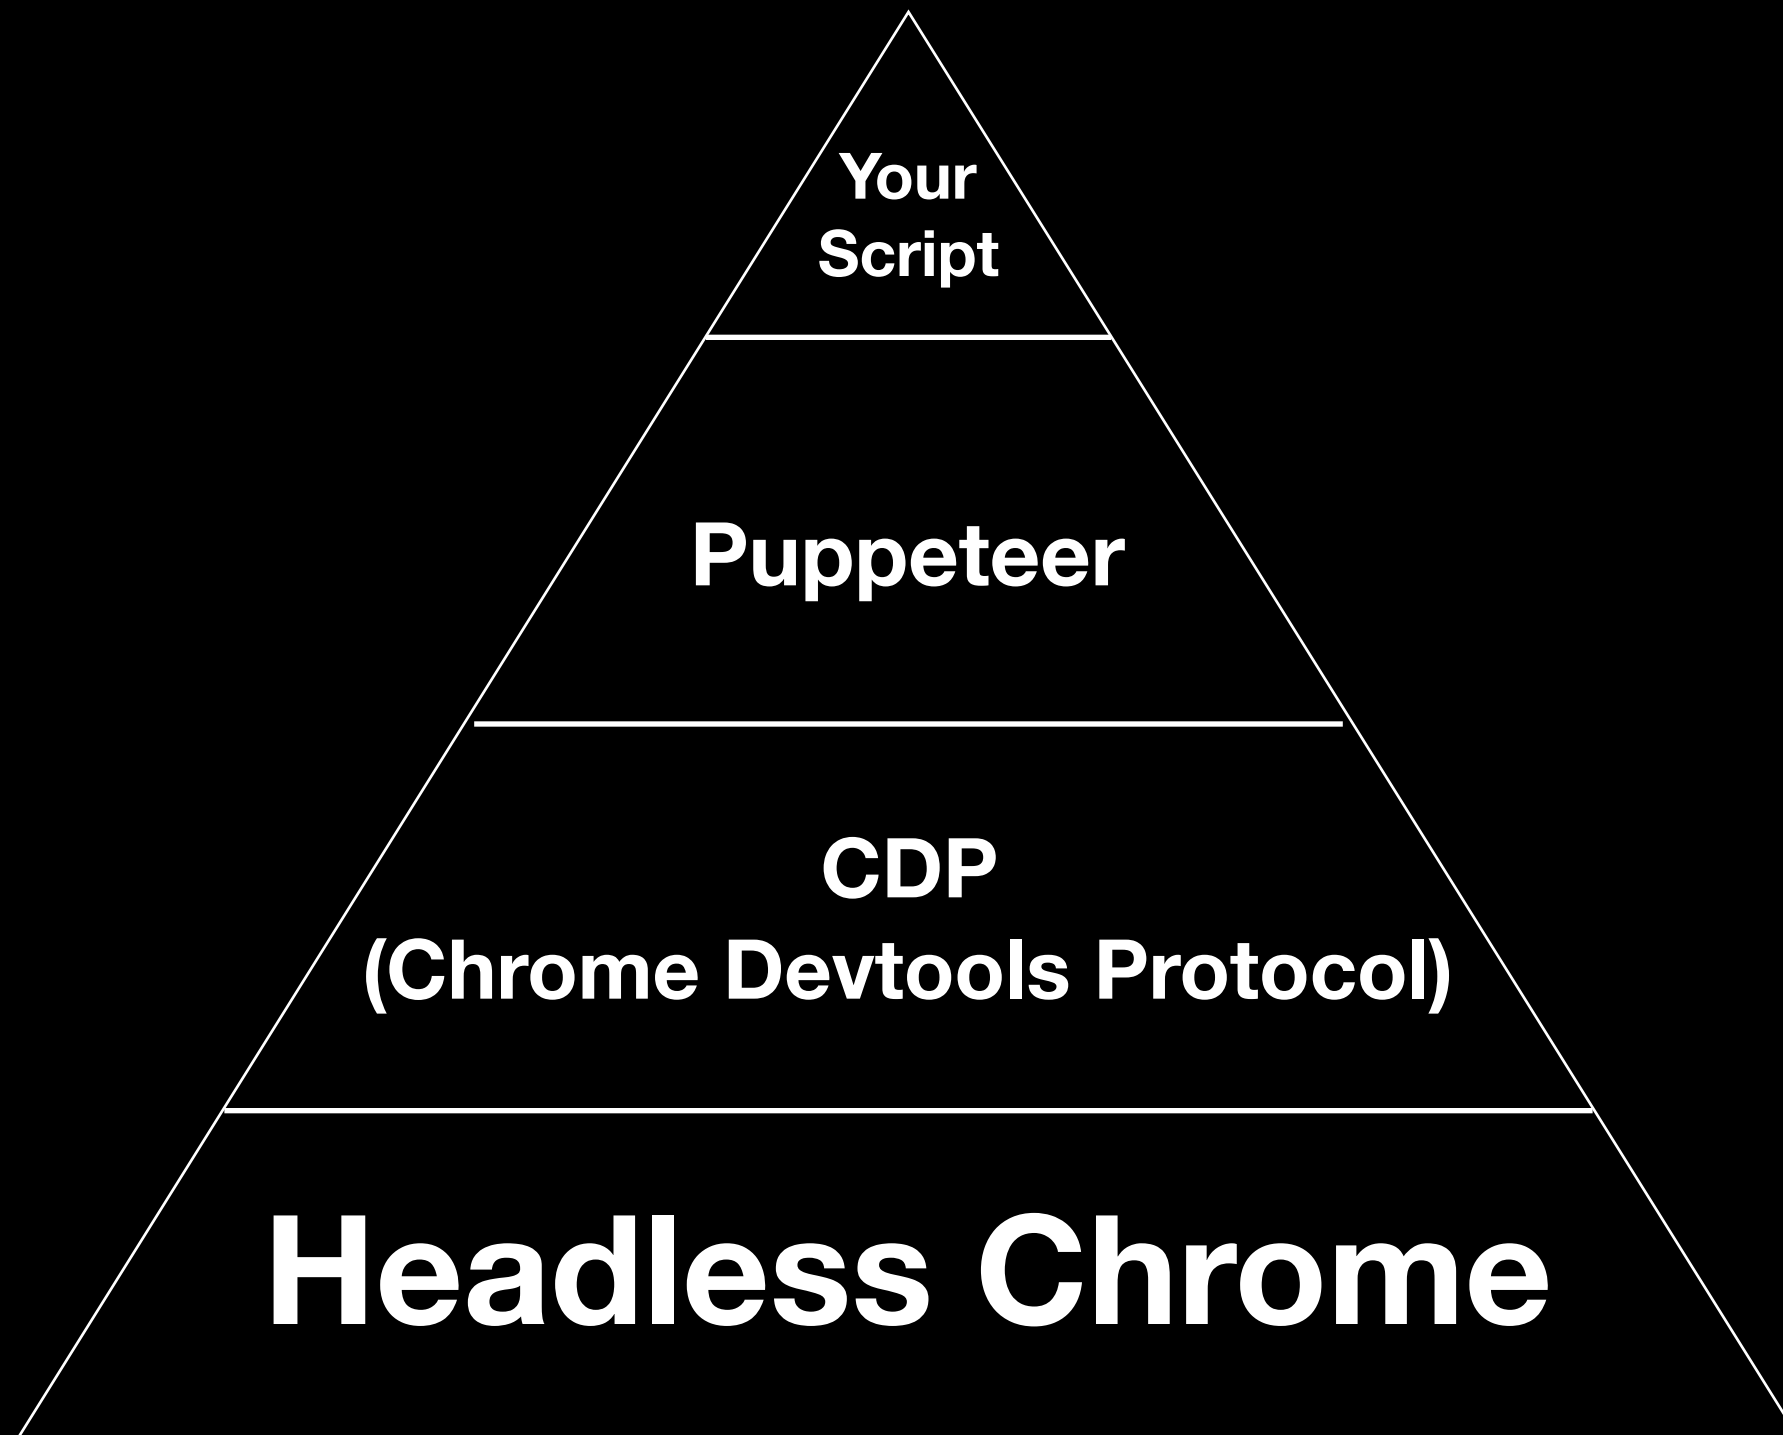 Your
Script
Puppeteer
CDP
(Chrome Devtools Protocol)
Headless Chrome